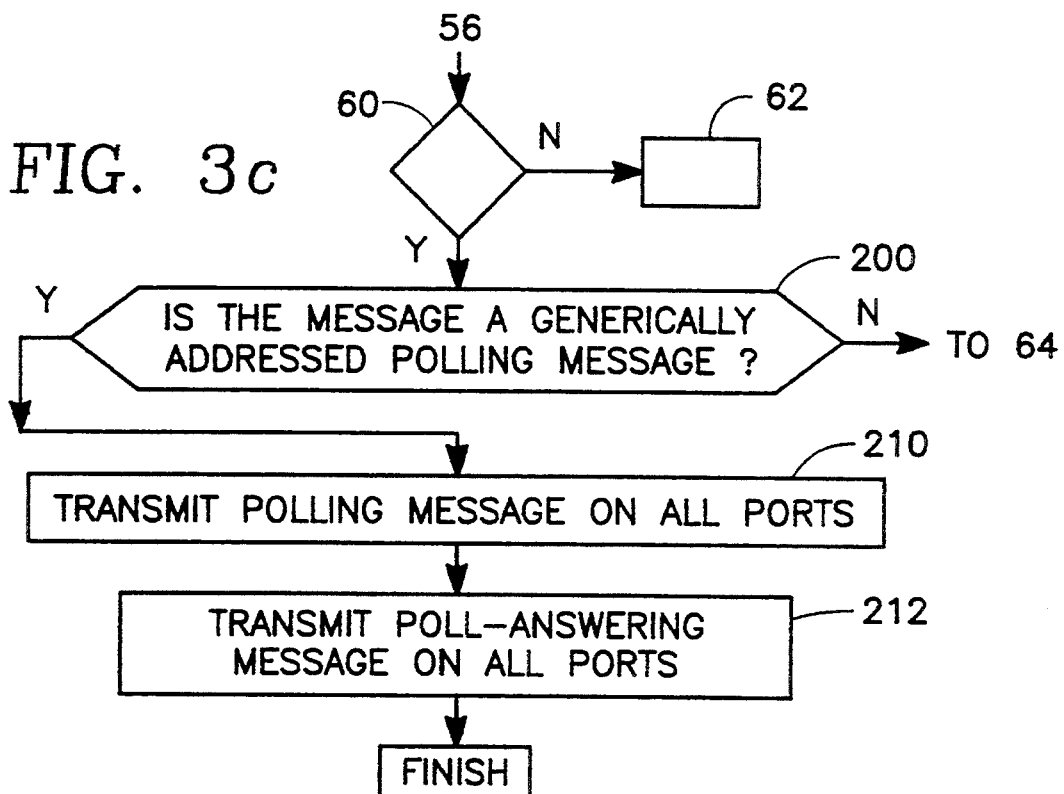 56
60
62
N
FIG. 3c
Y
200
Y
IS THE MESSAGE A GENERICALLY
ADDRESSED POLLING MESSAGE ?
N
TO 64
210
TRANSMIT POLLING MESSAGE ON ALL PORTS
212
TRANSMIT POLL-ANSWERING
MESSAGE ON ALL PORTS
FINISH